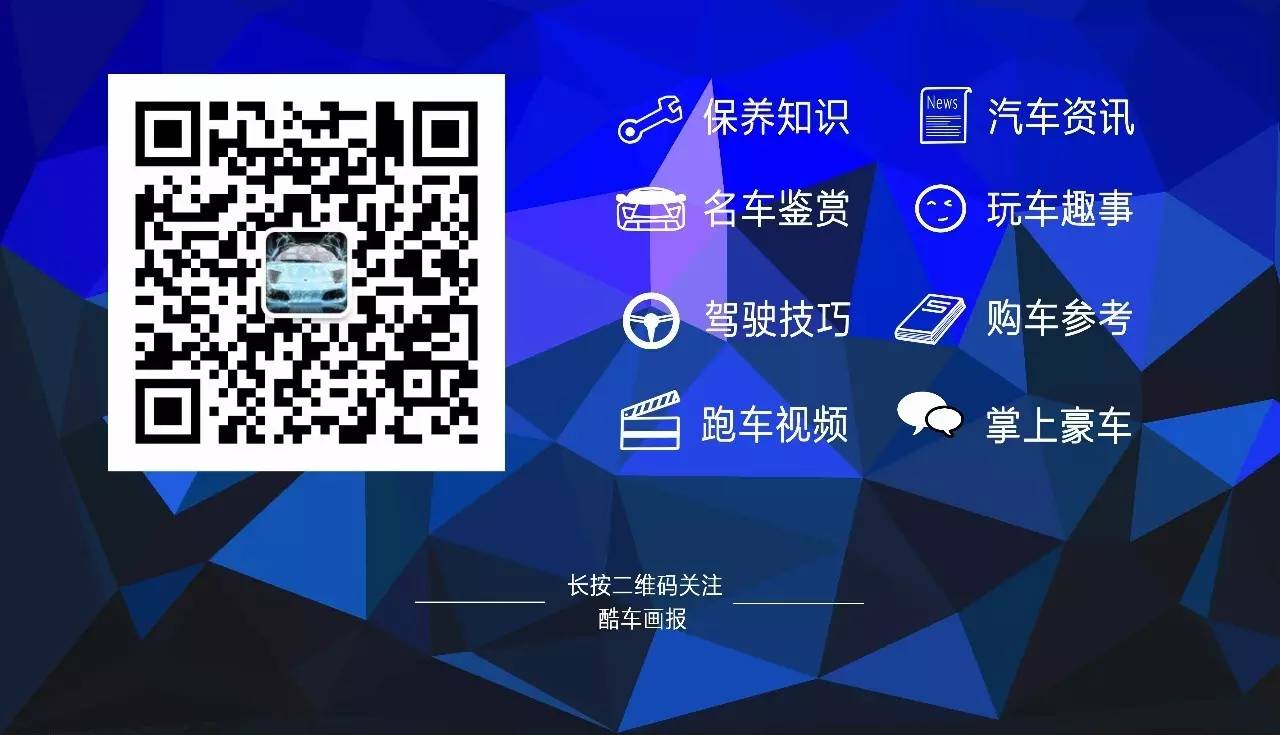 保养知识
News
汽车资讯
名车鉴赏
玩车趣事
驾驶技巧
购车参考
跑车视频
掌上豪车
长按二维码关注
酷车画报